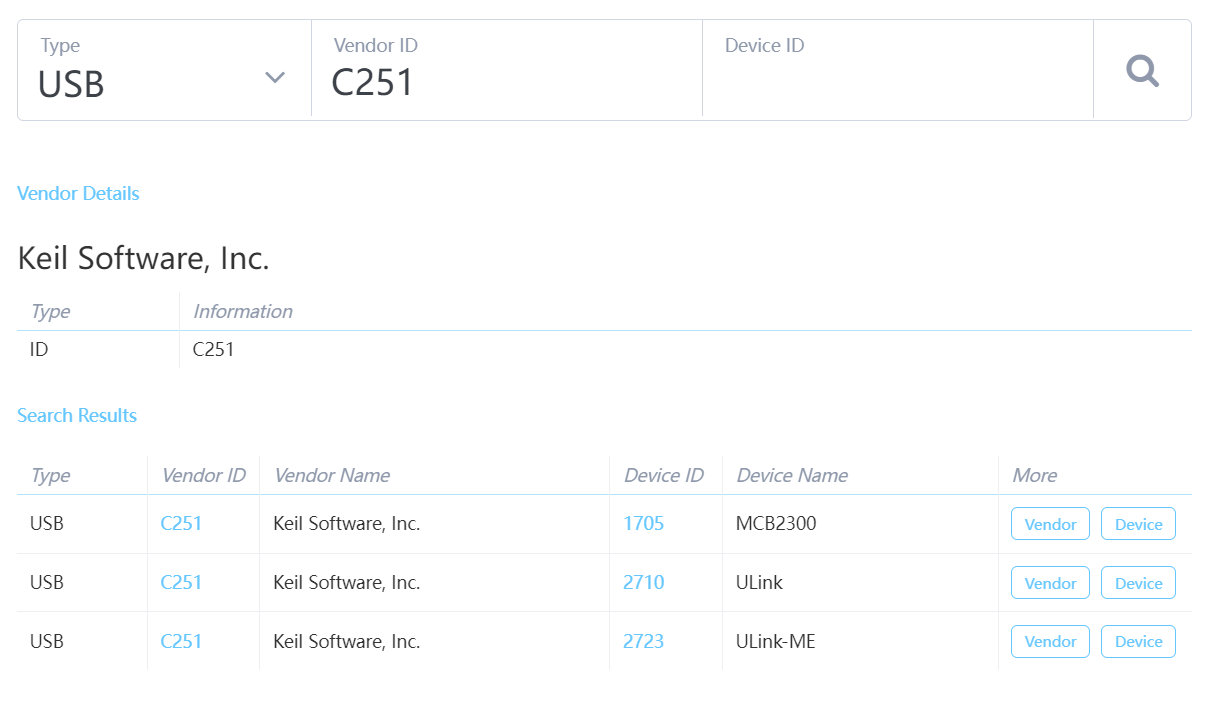 Type Vendor ID Device ID
USB C251
Vendor Details
Keil Software, Inc.
Type Information
ID C251
Search Results
Type Vendor ID Vendor Name Device ID Device Name More
USB C251 Keil Software, Inc. 1705 MCB2300 Vendor Device
USB C251 Keil Software, Inc. 2710 ULink Vendor Device
USB C251 Keil Software, Inc. 2723 ULink-ME Vendor Device